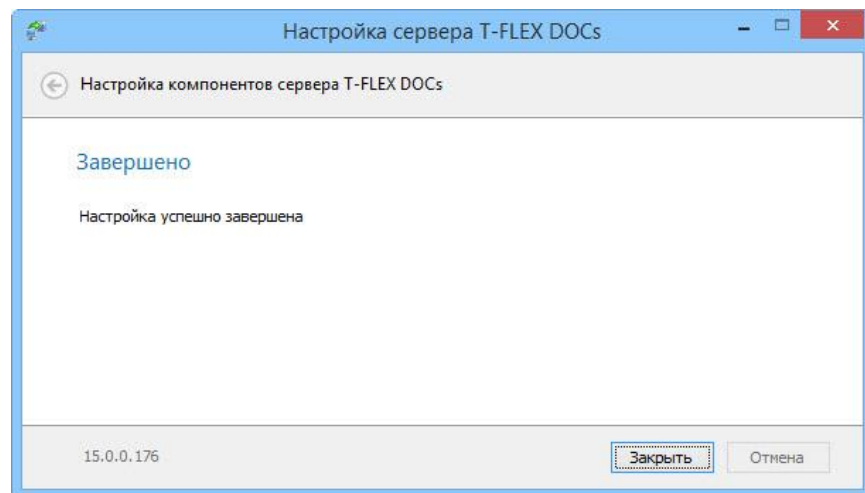 Настройка сервера T-FLEX DOCs
Настройка компонентов сервера T-FLEX DOCs
Завершено
Настройка успешно завершена
15.0.0.176
Закрыть
Отмена